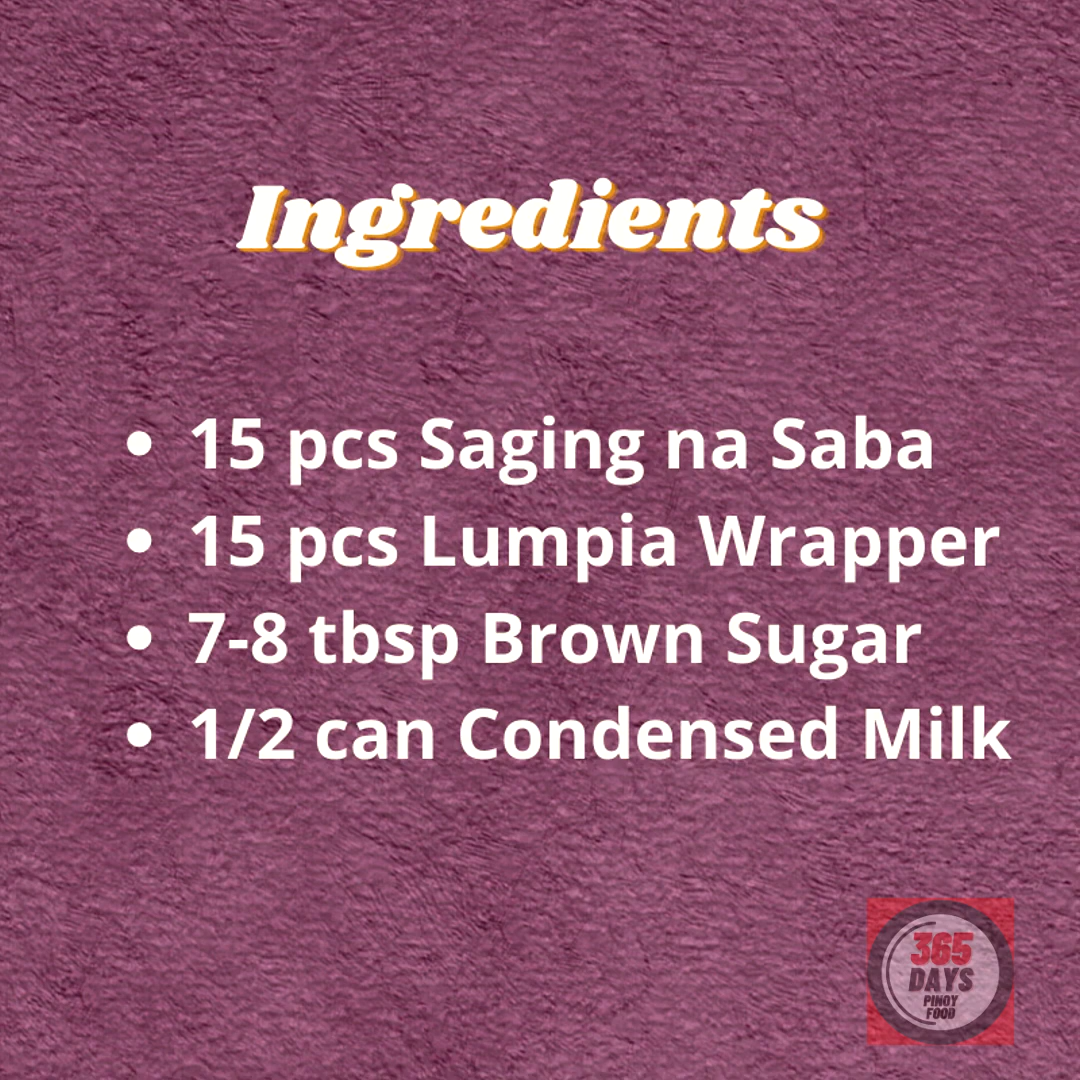 Ingredients
• 15 pcs Saging na Saba
• 15 pcs Lumpia Wrapper
• 7-8 tbsp Brown Sugar
• 1/2 can Condensed Milk
365
DAYS
PINOY
FOOD